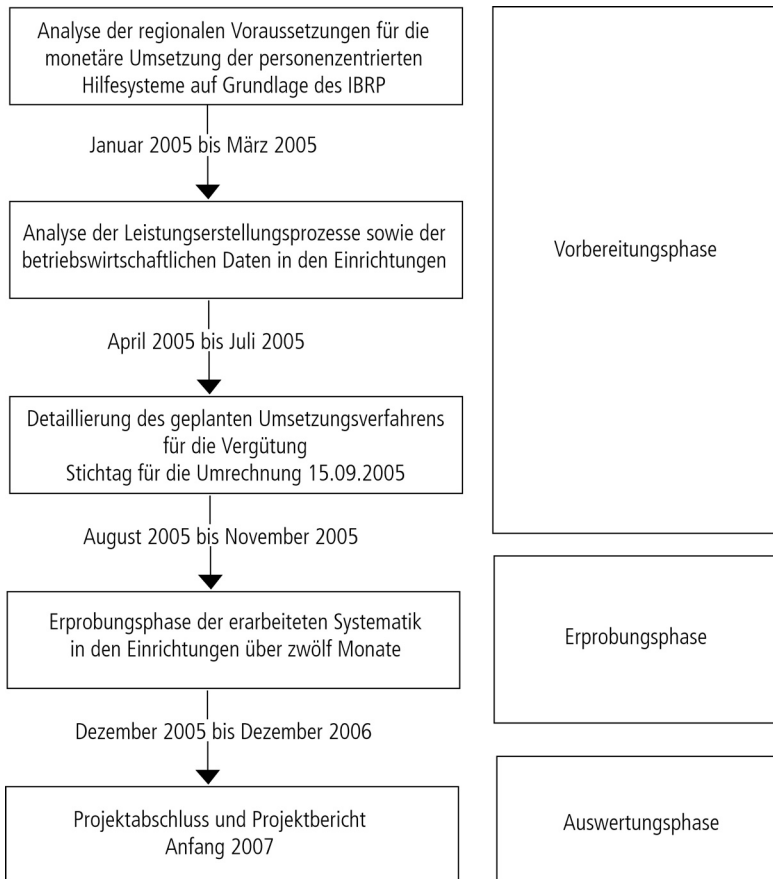 Analyse der regionalen Voraussetzungen für die
monetäre Umsetzung der personenzentrierten
Hilfesysteme auf Grundlage des IBRP
Januar 2005 bis März 2005
Analyse der Leistungserstellungsprozesse sowie der
betriebswirtschaftlichen Daten in den Einrichtungen
Vorbereitungsphase
April 2005 bis Juli 2005
Detaillierung des geplanten Umsetzungsverfahrens
für die Vergütung
Stichtag für die Umrechnung 15.09.2005
August 2005 bis November 2005
Erprobungsphase der erarbeiteten Systematik
in den Einrichtungen über zwölf Monate
Erprobungsphase
Dezember 2005 bis Dezember 2006
Projektabschluss und Projektbericht
Anfang 2007
Auswertungsphase